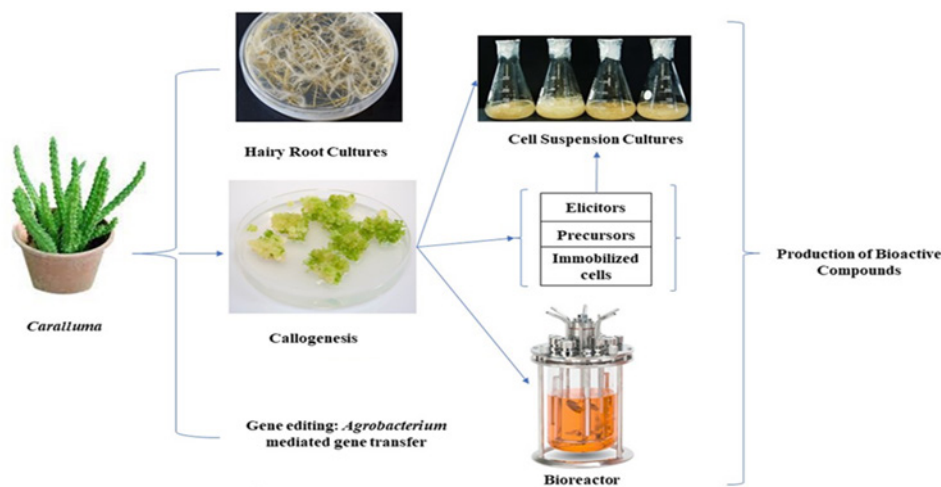 Hairy Root Cultures
Cell Suspension Cultures
Elicitors
Precursors
Immobilized
cells
Production of Bioactive
Compounds
Caralluma
Callogenesis
Gene editing: Agrobacterium
mediated gene transfer
Bioreactor